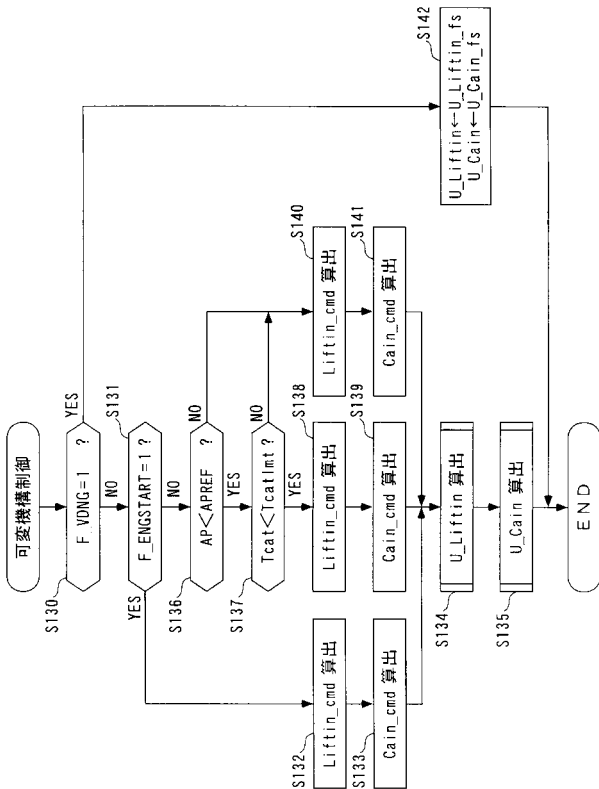 可変機構制御
S130
F_VDNG=1 ?
YES
NO
S131
F_ENGSTART=1 ?
YES
NO
S136
AP<APREF ?
NO
YES
S137
Tcat<Tcatlmt ?
NO
YES
S132
Liftin_cmd 算出
S133
Cain_cmd 算出
S138
Liftin_cmd 算出
S139
Cain_cmd 算出
S140
Liftin_cmd 算出
S141
Cain_cmd 算出
S134
U_Liftin 算出
S135
U_Cain 算出
S142
U_Liftin←U_Liftin_fs
U_Cain←U_Cain_fs
END